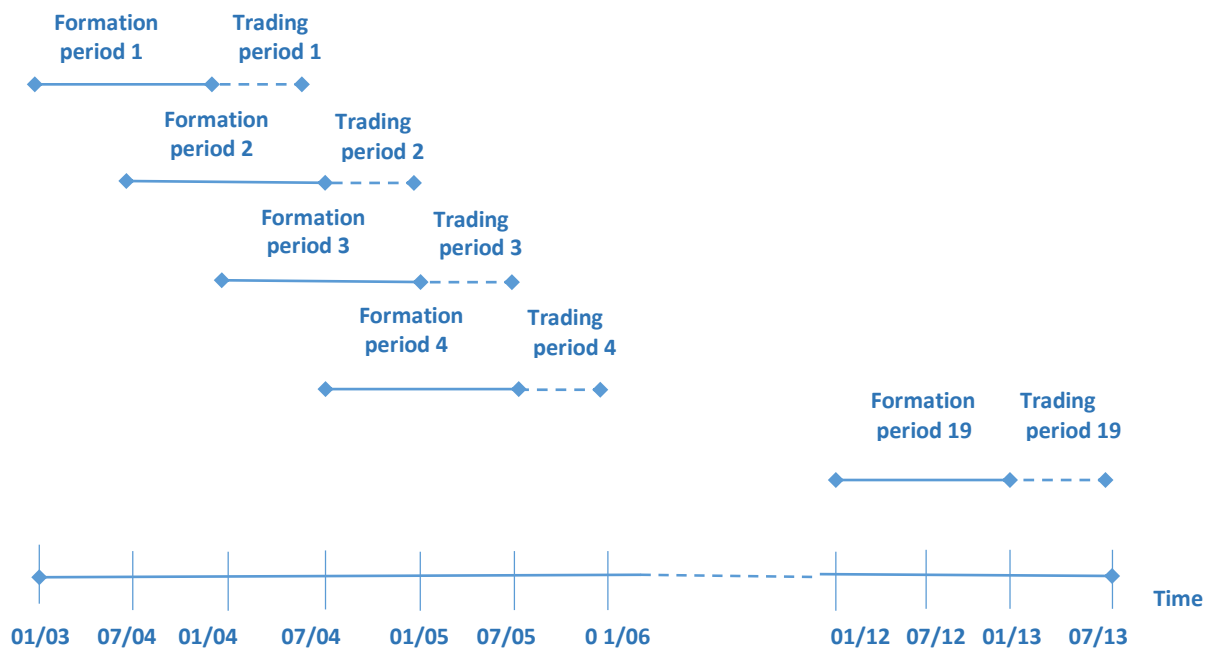 Formation Trading
period 1 period 1
Formation Trading
period 2 period 2
Formation Trading
period 3 period 3
Formation Trading
period 4 period 4
Formation Trading
period 19 period 19
Time
01/03 07/04 01/04 07/04 01/05 07/05 0 1/06 01/12 07/12 01/13 07/13